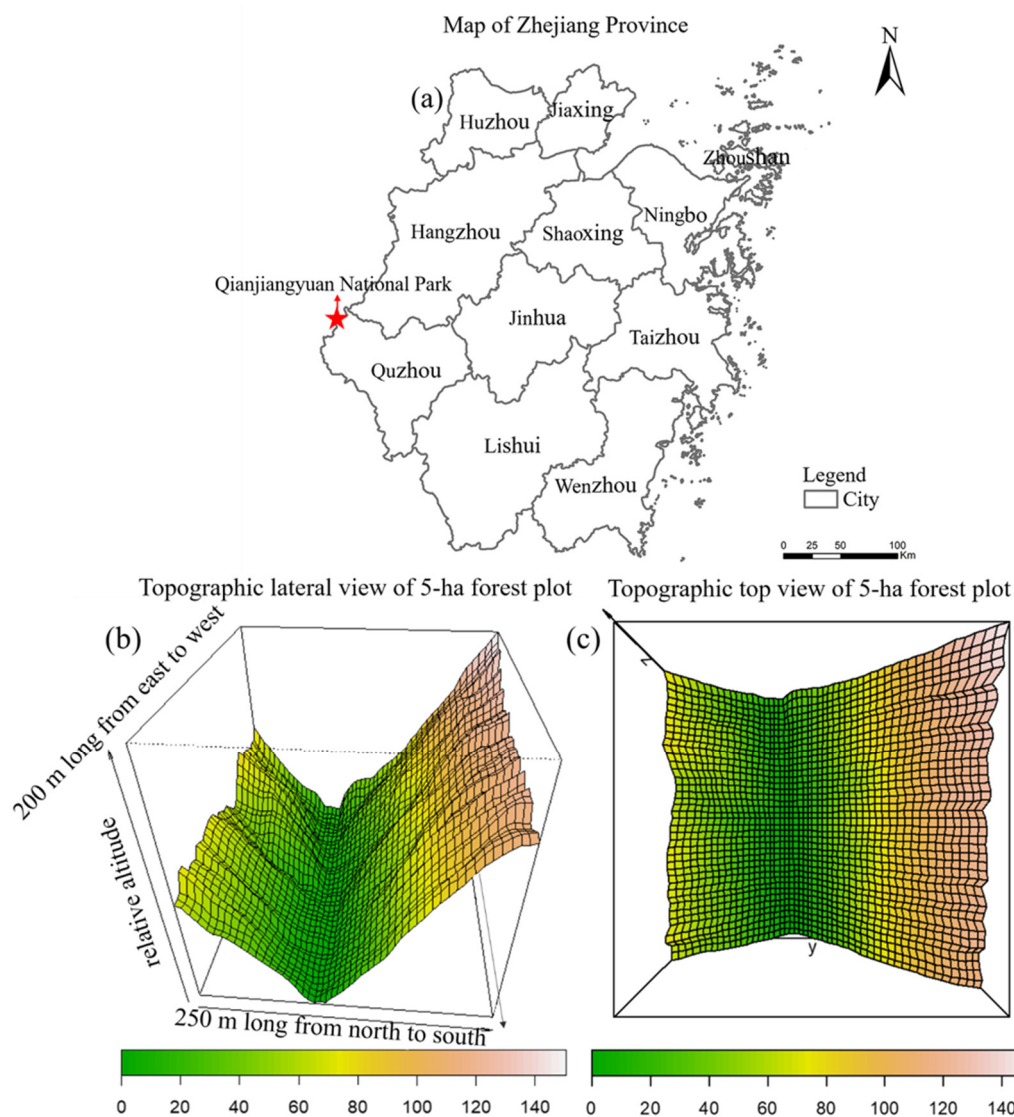 Map of Zhejiang Province
N
(a)
Jiaxing
Huzhou
Zhoushan
Ningbo
Hangzhou
Shaoxing
Qianjiangyuan National Park
Jinhua
Taizhou
Quzhou
Lishui
Wenzhou
Legend
City
0 25 50 100
Km
Topographic lateral view of 5-ha forest plot
(b)
200 m long from east to west
relative altitude
250 m long from north to south
0 20 40 60 80 100 120 140
Topographic top view of 5-ha forest plot
(c)
z
y
0 20 40 60 80 100 120 140